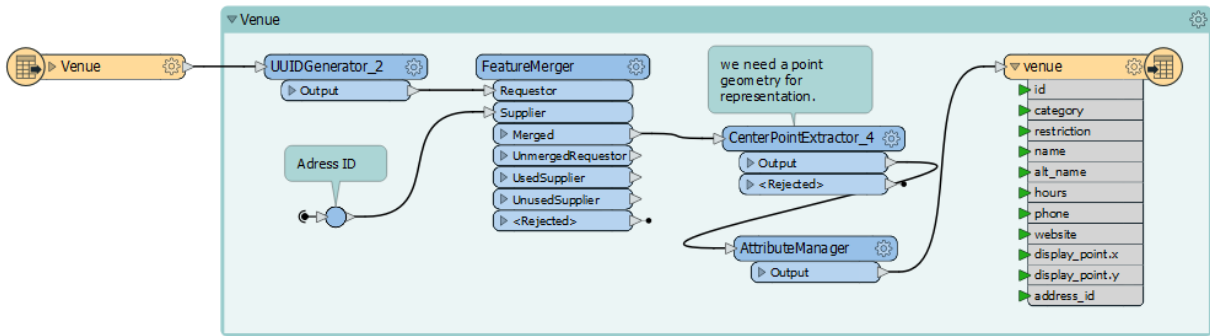 Venue
Venue
UUIDGenerator_2
Output
FeatureMerger
Requestor
Supplier
Merged
UnmergedRequestor
UsedSupplier
UnusedSupplier
<Rejected>
Adress ID
we need a point
geometry for
representation.
CenterPointExtractor_4
Output
<Rejected>
AttributeManager
Output
venue
id
category
restriction
name
alt_name
hours
phone
website
display_point.x
display_point.y
address_id